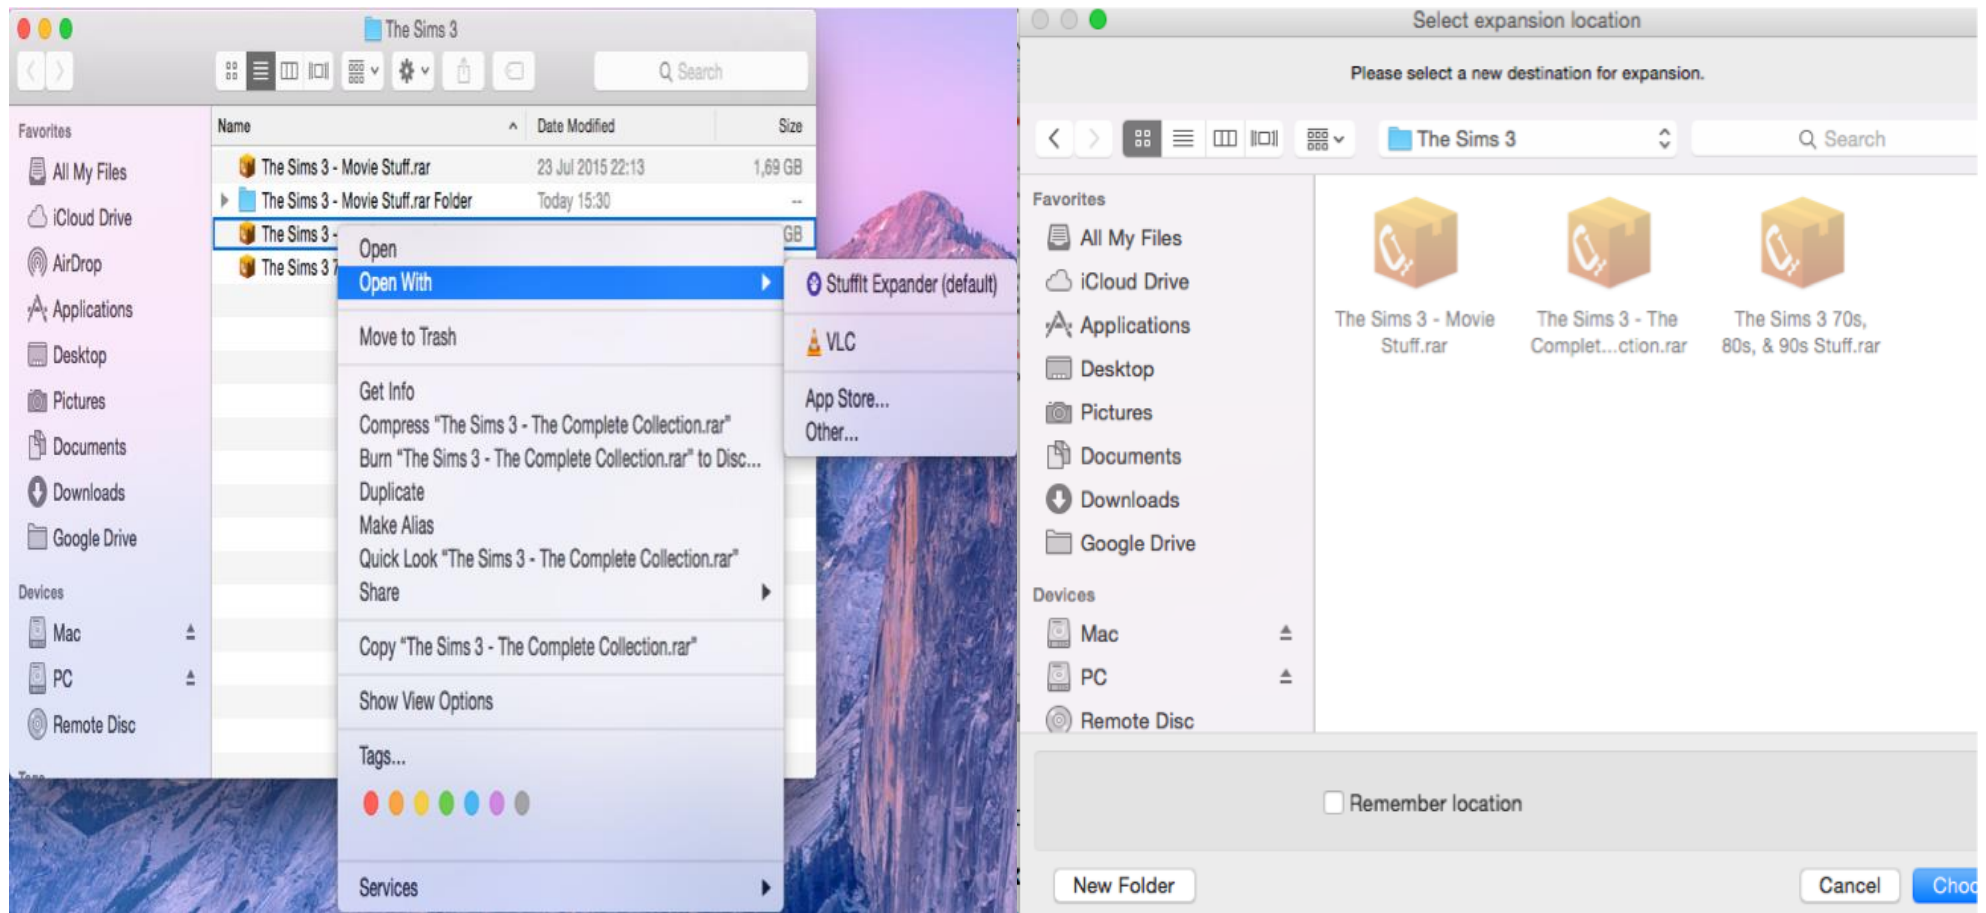 The Sims 3
Search
Favorites
All My Files
iCloud Drive
AirDrop
Applications
Desktop
Pictures
Documents
Downloads
Google Drive
Devices
Mac
PC
Remote Disc
Tags
Name Date Modified Size
The Sims 3 - Movie Stuff.rar 23 Jul 2015 22:13 1,69 GB
The Sims 3 - Movie Stuff.rar Folder Today 15:30 --
The Sims 3 - GB
The Sims 3 7
Open
Open With
Move to Trash
Get Info
Compress “The Sims 3 - The Complete Collection.rar”
Burn “The Sims 3 - The Complete Collection.rar” to Disc...
Duplicate
Make Alias
Quick Look “The Sims 3 - The Complete Collection.rar”
Share
Copy “The Sims 3 - The Complete Collection.rar”
Show View Options
Tags...
Services
StuffIt Expander (default)
VLC
App Store...
Other...
Select expansion location
Please select a new destination for expansion.
The Sims 3
Search
Favorites
All My Files
iCloud Drive
Applications
Desktop
Pictures
Documents
Downloads
Google Drive
Devices
Mac
PC
Remote Disc
The Sims 3 - Movie
Stuff.rar
The Sims 3 - The
Complet...ction.rar
The Sims 3 70s,
80s, & 90s Stuff.rar
Remember location
New Folder
Cancel
Choo